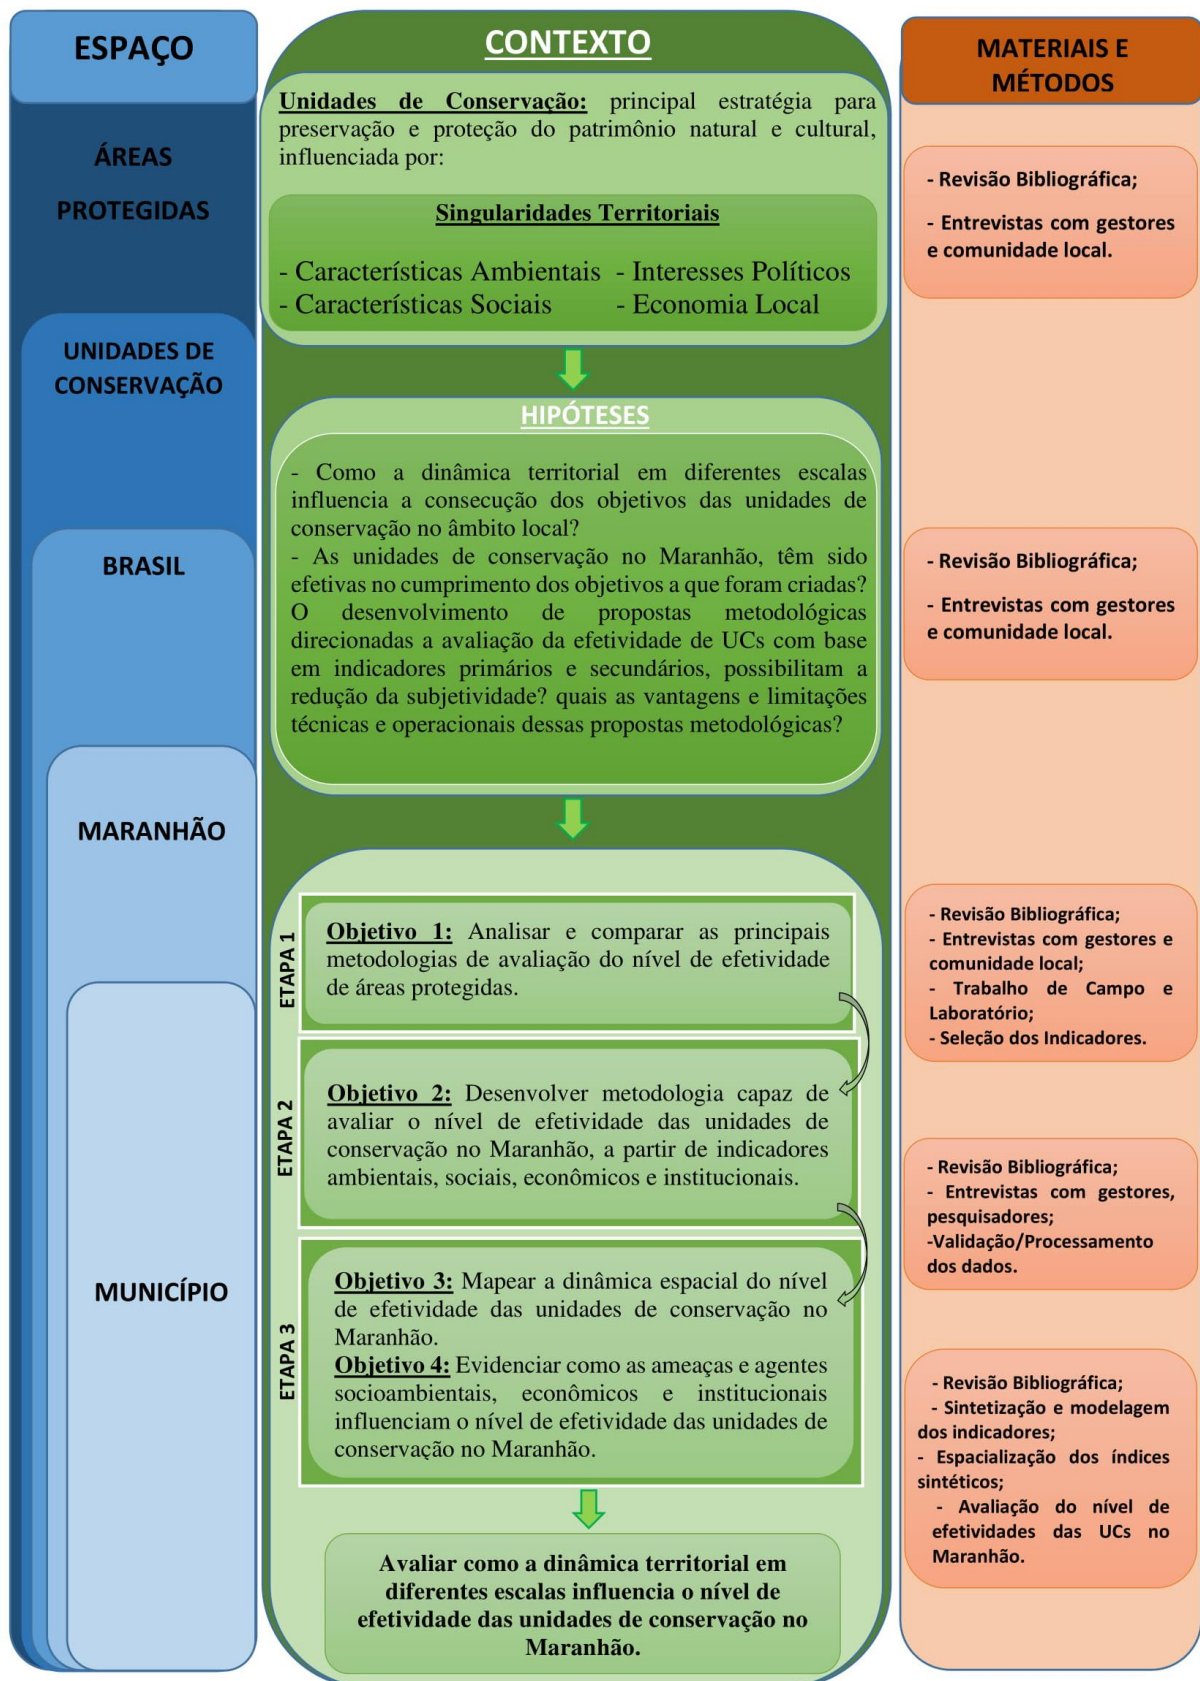 ESPAÇO
ÁREAS
PROTEGIDAS
UNIDADES DE
CONSERVAÇÃO
BRASIL
MARANHÃO
MUNICÍPIO
CONTEXTO
Unidades de Conservação: principal estratégia para
preservação e proteção do patrimônio natural e cultural,
influenciada por:
Singularidades Territoriais
- Características Ambientais - Interesses Políticos
- Características Sociais - Economia Local
HIPÓTESES
- Como a dinâmica territorial em diferentes escalas
influencia a consecução dos objetivos das unidades de
conservação no âmbito local?
- As unidades de conservação no Maranhão, têm sido
efetivas no cumprimento dos objetivos a que foram criadas?
O desenvolvimento de propostas metodológicas
direcionadas a avaliação da efetividade de UCs com base
em indicadores primários e secundários, possibilitam a
redução da subjetividade? quais as vantagens e limitações
técnicas e operacionais dessas propostas metodológicas?
ETAPA 1
Objetivo 1: Analisar e comparar as principais
metodologias de avaliação do nível de efetividade
de áreas protegidas.
ETAPA 2
Objetivo 2: Desenvolver metodologia capaz de
avaliar o nível de efetividade das unidades de
conservação no Maranhão, a partir de indicadores
ambientais, sociais, econômicos e institucionais.
ETAPA 3
Objetivo 3: Mapear a dinâmica espacial do nível
de efetividade das unidades de conservação no
Maranhão.
Objetivo 4: Evidenciar como as ameaças e agentes
socioambientais, econômicos e institucionais
influenciam o nível de efetividade das unidades de
conservação no Maranhão.
Avaliar como a dinâmica territorial em
diferentes escalas influencia o nível de
efetividade das unidades de conservação no
Maranhão.
MATERIAIS E
MÉTODOS
- Revisão Bibliográfica;
- Entrevistas com gestores
e comunidade local.
- Revisão Bibliográfica;
- Entrevistas com gestores
e comunidade local.
- Revisão Bibliográfica;
- Entrevistas com gestores e
comunidade local;
- Trabalho de Campo e
Laboratório;
- Seleção dos Indicadores.
- Revisão Bibliográfica;
- Entrevistas com gestores,
pesquisadores;
-Validação/Processamento
dos dados.
- Revisão Bibliográfica;
- Sintetização e modelagem
dos indicadores;
- Espacialização dos índices
sintéticos;
- Avaliação do nível de
efetividades das UCs no
Maranhão.